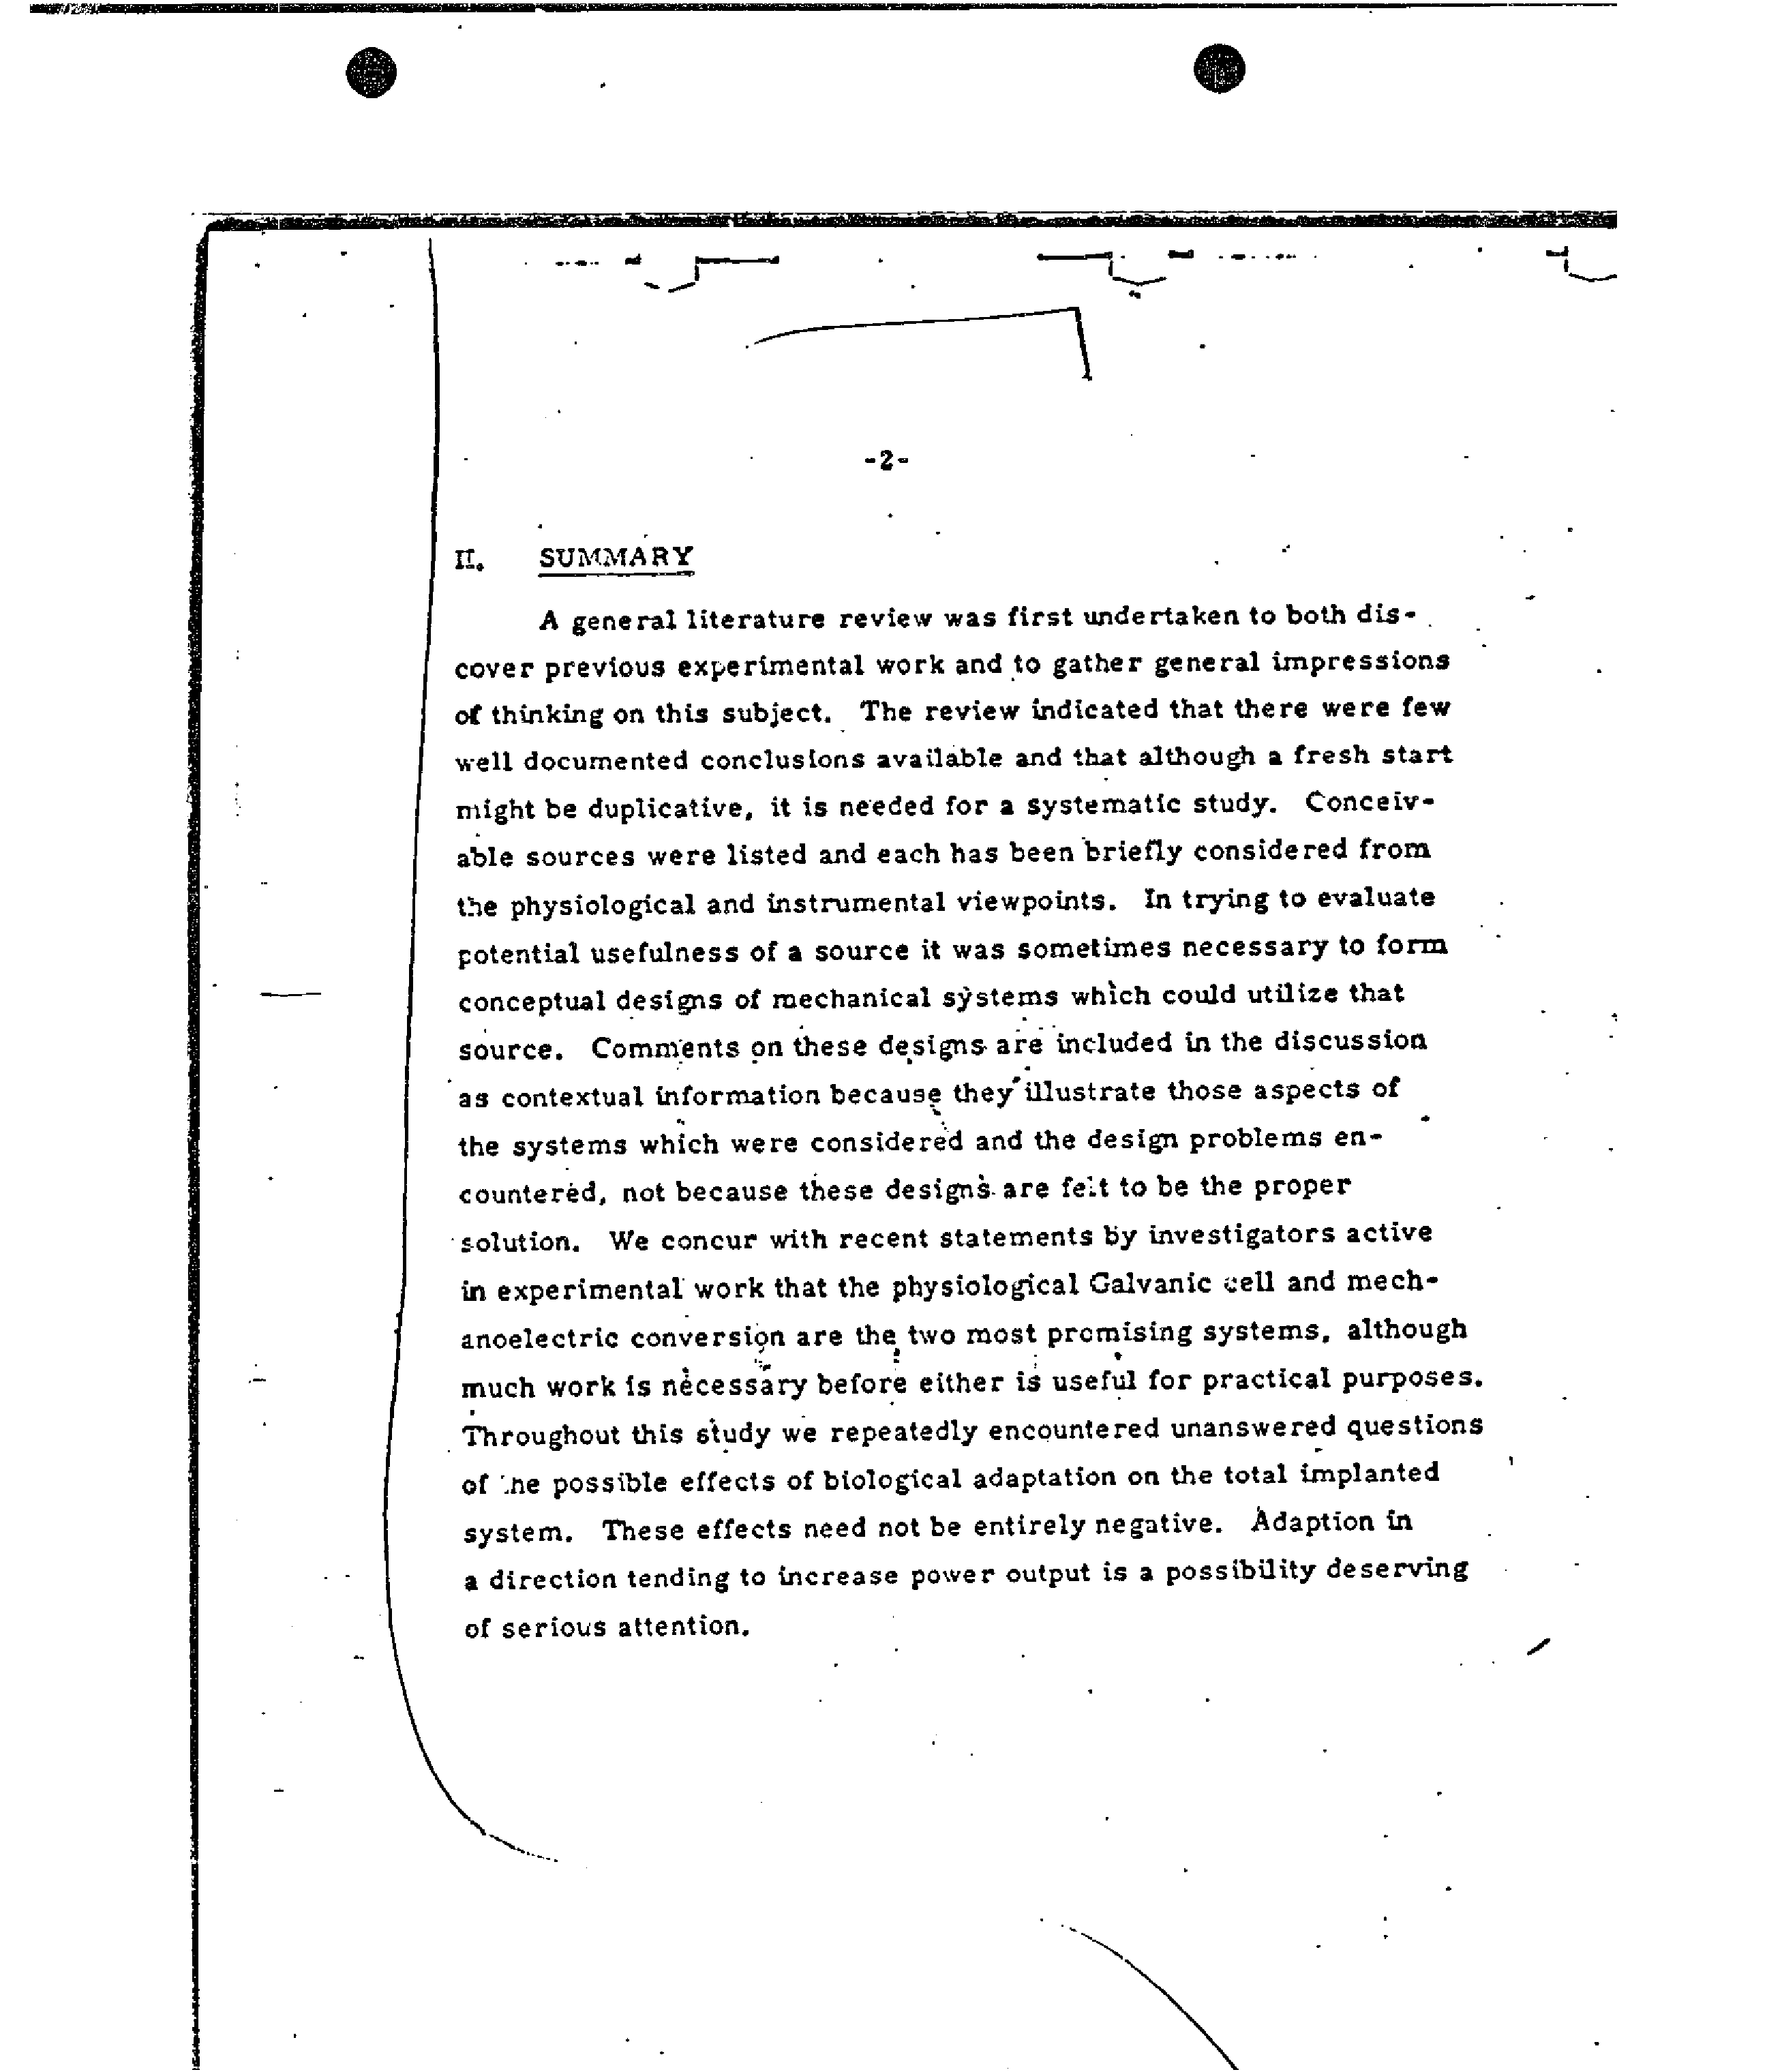 -2-
II. SUMMARY
A general literature review was first undertaken to both dis-
cover previous experimental work and to gather general impressions
of thinking on this subject. The review indicated that there were few
well documented conclusions available and that although a fresh start
might be duplicative, it is needed for a systematic study. Conceiv-
able sources were listed and each has been briefly considered from
the physiological and instrumental viewpoints. In trying to evaluate
potential usefulness of a source it was sometimes necessary to form
conceptual designs of mechanical systems which could utilize that
source. Comments on these designs are included in the discussion
as contextual information because they illustrate those aspects of
the systems which were considered and the design problems en-
countered, not because these designs are felt to be the proper
solution. We concur with recent statements by investigators active
in experimental work that the physiological Galvanic cell and mech-
anoelectric conversion are the two most promising systems, although
much work is necessary before either is useful for practical purposes.
Throughout this study we repeatedly encountered unanswered questions
of the possible effects of biological adaptation on the total implanted
system. These effects need not be entirely negative. Adaption in
a direction tending to increase power output is a possibility deserving
of serious attention.